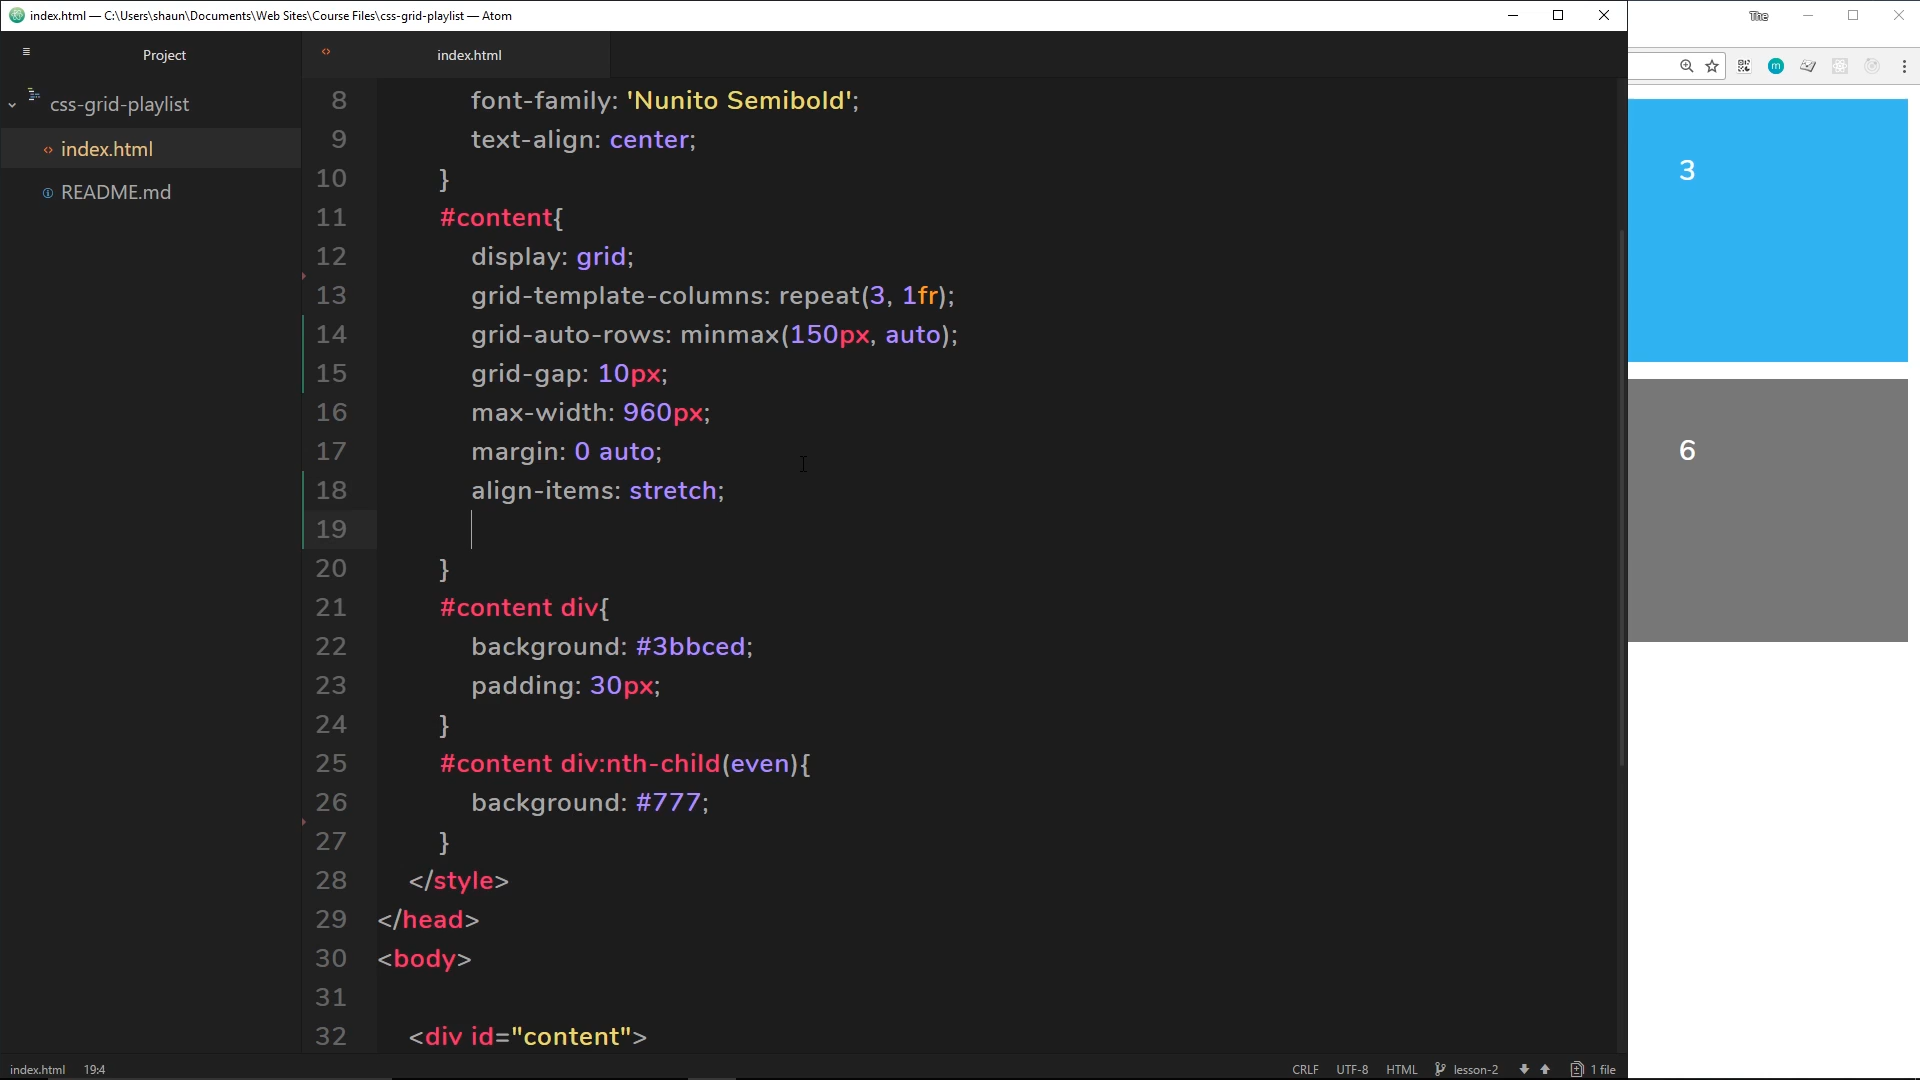 index.html — C:\Users\shaun\Documents\Web Sites\Course Files\css-grid-playlist — Atom
The
Project
index.html
css-grid-playlist
index.html
README.md
8 font-family: 'Nunito Semibold';
9 text-align: center;
10 }
11 #content{
12 display: grid;
13 grid-template-columns: repeat(3, 1fr);
14 grid-auto-rows: minmax(150px, auto);
15 grid-gap: 10px;
16 max-width: 960px;
17 margin: 0 auto;
18 align-items: stretch;
19
20 }
21 #content div{
22 background: #3bbced;
23 padding: 30px;
24 }
25 #content div:nth-child(even){
26 background: #777;
27 }
28 </style>
29 </head>
30 <body>
31
32 <div id="content">
3
6
index.html 19:4
CRLF UTF-8 HTML lesson-2 1 file